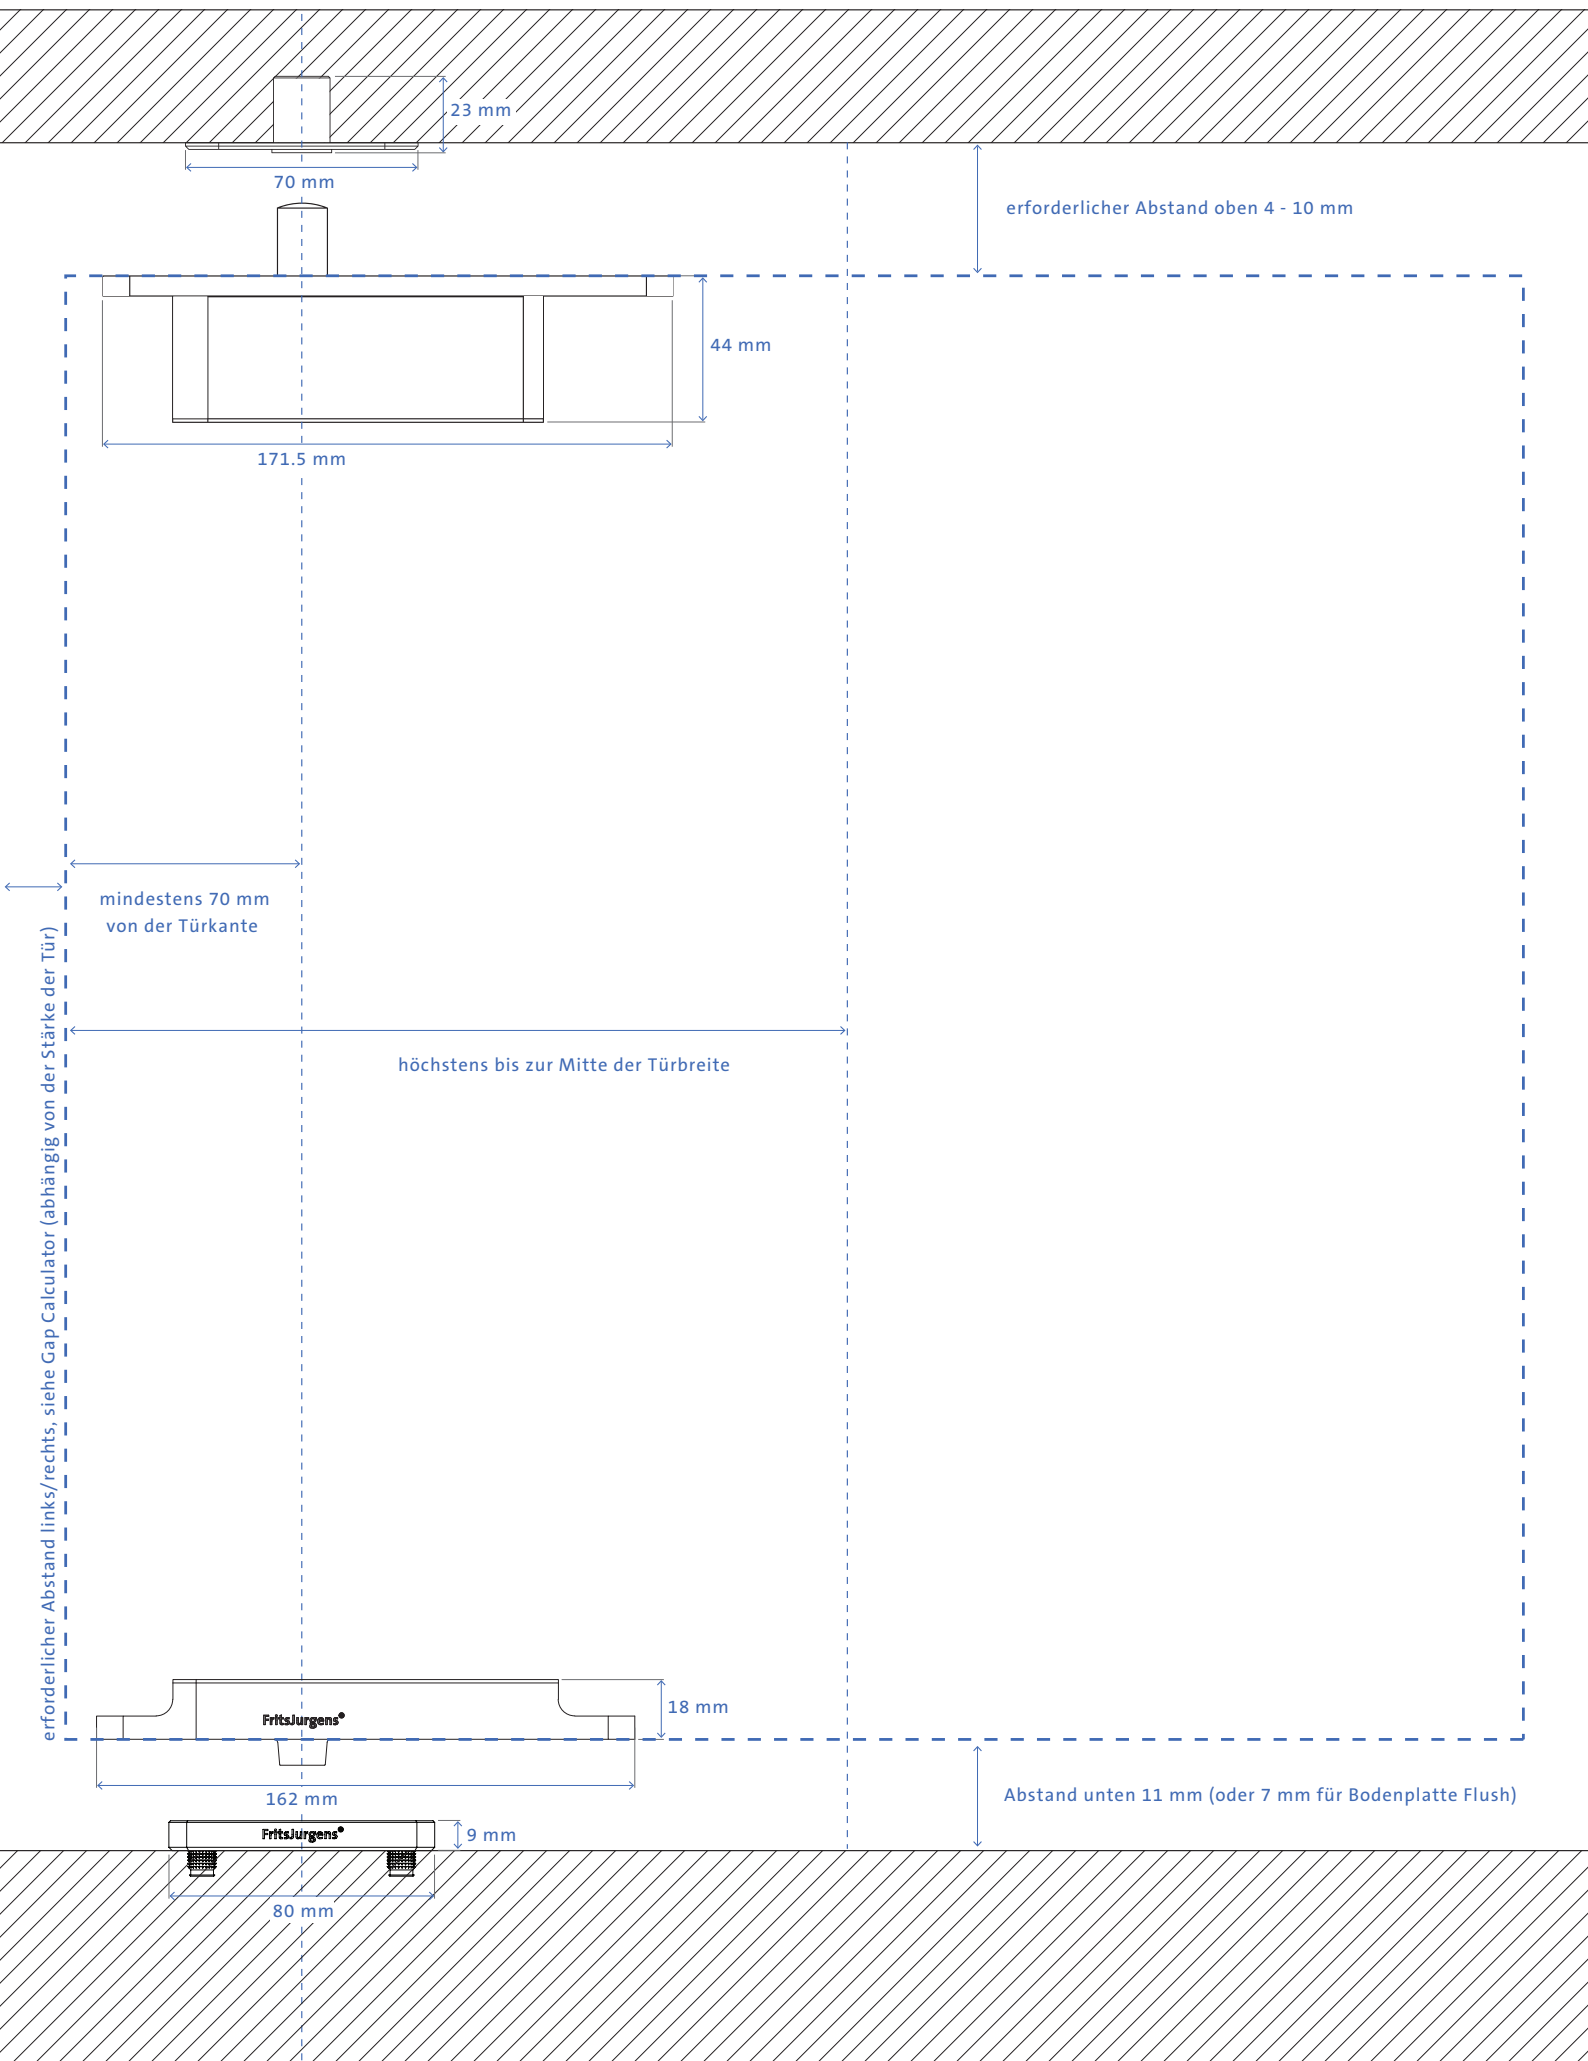 23 mm
70 mm
erforderlicher Abstand oben 4 - 10 mm
44 mm
171.5 mm
mindestens 70 mm
von der Türkante
erforderlicher Abstand links/rechts, siehe Gap Calculator (abhängig von der Stärke der Tür)
höchstens bis zur Mitte der Türbreite
18 mm
FritsJurgens®
Abstand unten 11 mm (oder 7 mm für Bodenplatte Flush)
162 mm
FritsJurgens®
9 mm
80 mm